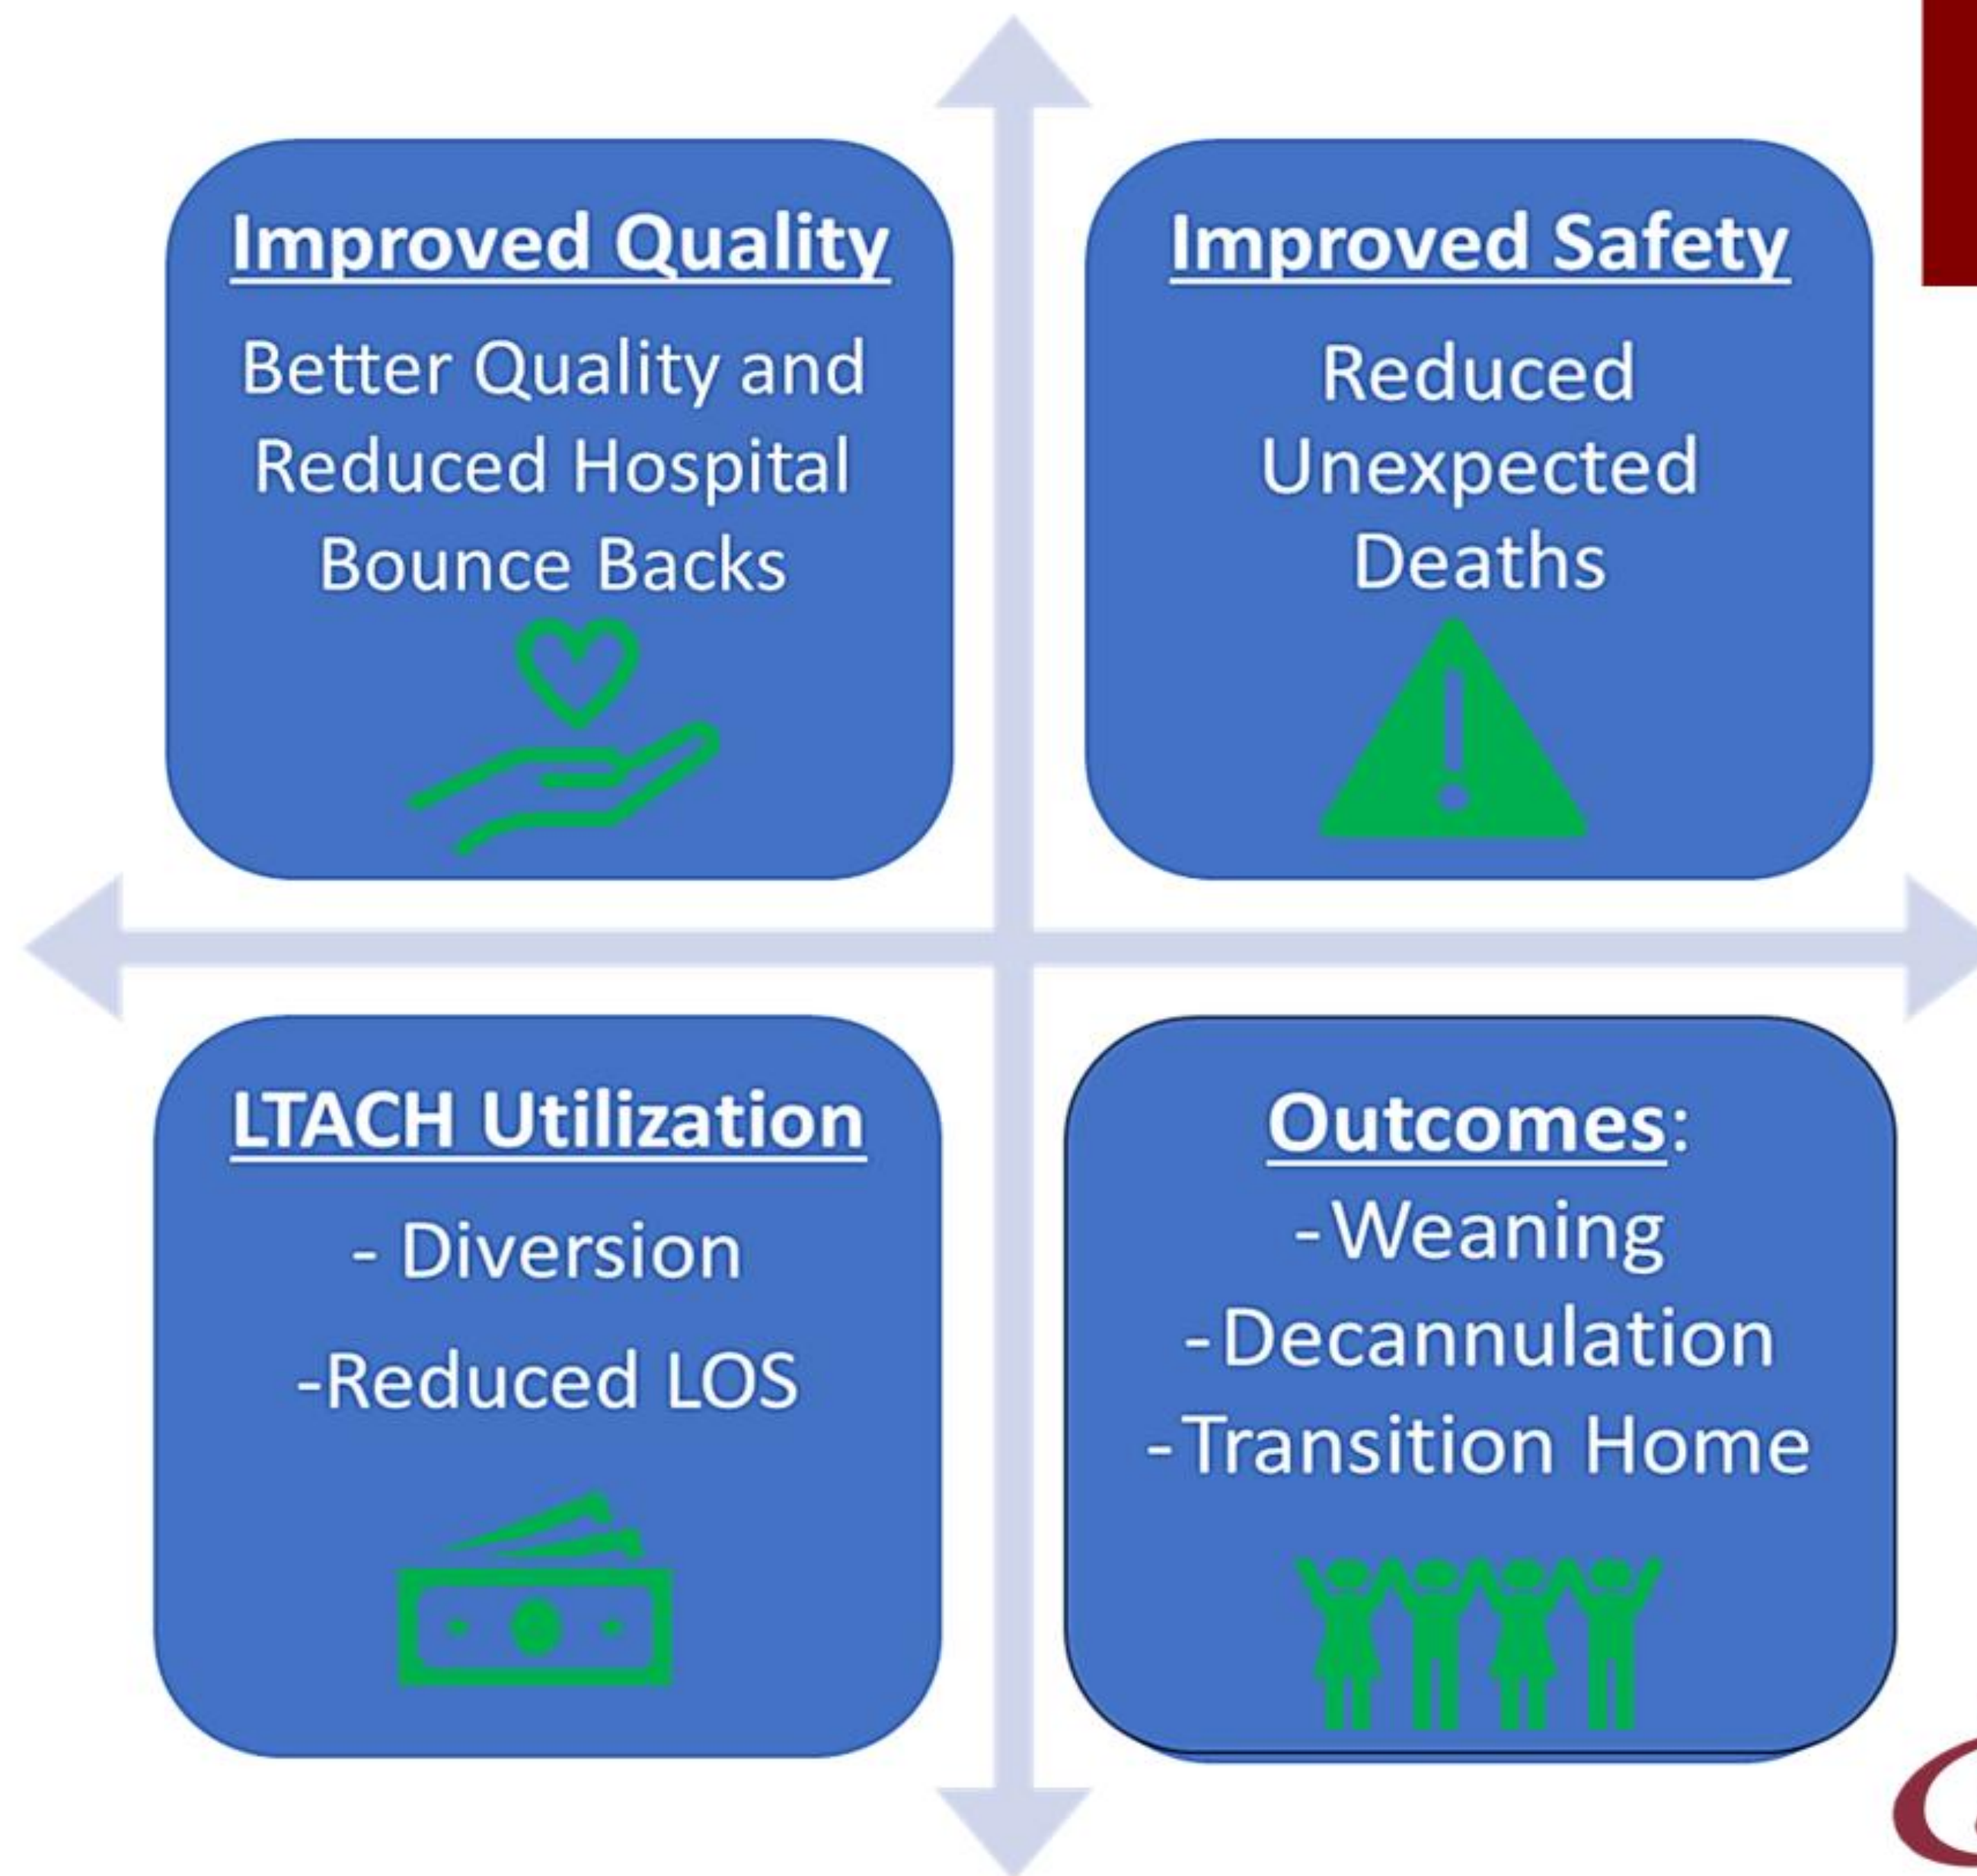 Improved Quality
Better Quality and
Reduced Hospital
Bounce Backs
Improved Safety
Reduced
Unexpected
Deaths
LTACH Utilization
- Diversion
-Reduced LOS
Outcomes:
-Weaning
-Decannulation
-Transition Home